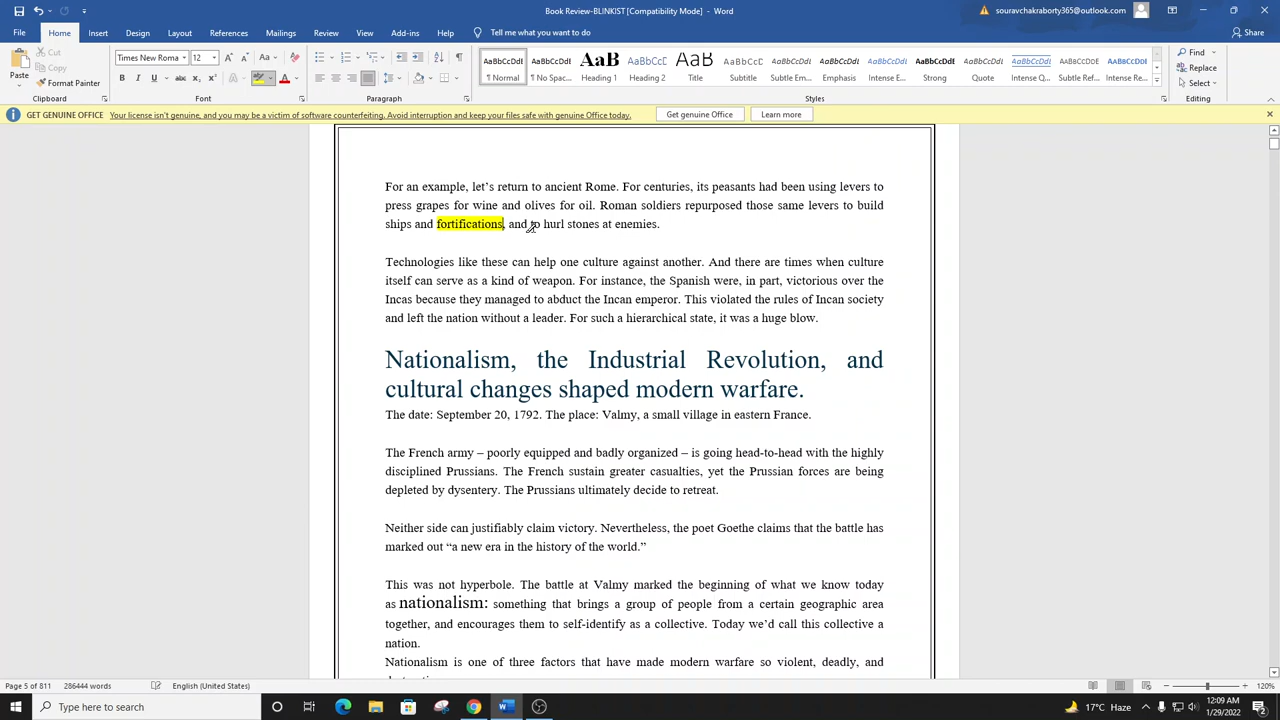 Book Review-BLINKIST [Compatibility Mode] - Word
souravchakraborty365@outlook.com
File Home Insert Draw Design Layout References Mailings Review View Add-ins Help Tell me what you want to do Share
Paste Cut Copy Format Painter
Times New Roma 12
B I U abc A A
AaBbCcDdE AaBbCcDdE AaB AaBbCcD AaB AaBbCcD AaBbCcDdE AaBbCcDdE AaBbCcDdE AaBbCcDdE AaBbCcDdE AaBbCcDdE AaBbCcDdE AaBbCcDdE
¶ Normal ¶ No Spac... Heading 1 Heading 2 Title Subtitle Subtle Em... Emphasis Intense E... Strong Quote Intense Q... Subtle Ref... Intense Re...
Find Replace Select
Clipboard Font Paragraph Styles Editing
GET GENUINE OFFICE Your license isn't genuine, and you may be a victim of software counterfeiting. Avoid interruption and keep your files safe with genuine Office today. Get genuine Office Learn more
For an example, let’s return to ancient Rome. For centuries, its peasants had been using levers to
press grapes for wine and olives for oil. Roman soldiers repurposed those same levers to build
ships and fortifications, and to hurl stones at enemies.
Technologies like these can help one culture against another. And there are times when culture
itself can serve as a kind of weapon. For instance, the Spanish were, in part, victorious over the
Incas because they managed to abduct the Incan emperor. This violated the rules of Incan society
and left the nation without a leader. For such a hierarchical state, it was a huge blow.
Nationalism, the Industrial Revolution, and
cultural changes shaped modern warfare.
The date: September 20, 1792. The place: Valmy, a small village in eastern France.
The French army – poorly equipped and badly organized – is going head-to-head with the highly
disciplined Prussians. The French sustain greater casualties, yet the Prussian forces are being
depleted by dysentery. The Prussians ultimately decide to retreat.
Neither side can justifiably claim victory. Nevertheless, the poet Goethe claims that the battle has
marked out “a new era in the history of the world.”
This was not hyperbole. The battle at Valmy marked the beginning of what we know today
as nationalism: something that brings a group of people from a certain geographic area
together, and encourages them to self-identify as a collective. Today we’d call this collective a
nation.
Nationalism is one of three factors that have made modern warfare so violent, deadly, and
Page 5 of 811 286444 words English (United States) 120%
Type here to search
17°C Haze ENG 12:09 AM
1/29/2022